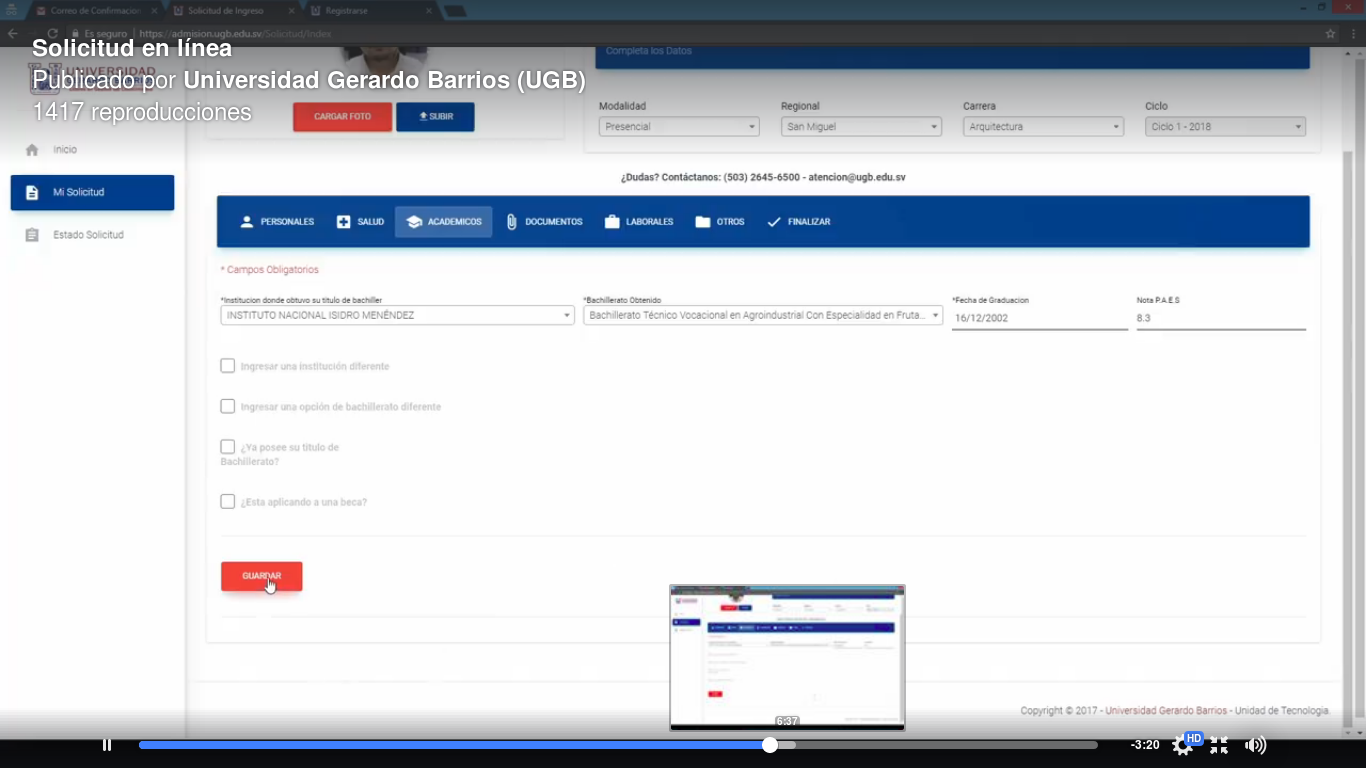 Correo de Confirmacion
Solicitud de Ingreso
Registrarse
Es seguro
https://admision.ugb.edu.sv/Solicitud/Index
Solicitud en línea
Publicado por Universidad Gerardo Barrios (UGB)
1417 reproducciones
UNIVERSIDAD
Completa los Datos
CARGAR FOTO
SUBIR
Modalidad
Regional
Carrera
Ciclo
Presencial
San Miguel
Arquitectura
Ciclo 1 - 2018
Inicio
Mi Solicitud
Estado Solicitud
¿Dudas? Contáctanos: (503) 2645-6500 - atencion@ugb.edu.sv
PERSONALES
SALUD
ACADEMICOS
DOCUMENTOS
LABORALES
OTROS
FINALIZAR
* Campos Obligatorios
*Institucion donde obtuvo su titulo de bachiller
*Bachillerato Obtenido
*Fecha de Graduacion
Nota P.A.E.S
INSTITUTO NACIONAL ISIDRO MENÉNDEZ
Bachillerato Técnico Vocacional en Agroindustrial Con Especialidad en Fruta...
16/12/2002
8.3
Ingresar una institución diferente
Ingresar una opción de bachillerato diferente
¿Ya posee su titulo de
Bachillerato?
¿Esta aplicando a una beca?
GUARDAR
6:37
Copyright © 2017 - Universidad Gerardo Barrios - Unidad de Tecnologia.
-3:20
HD